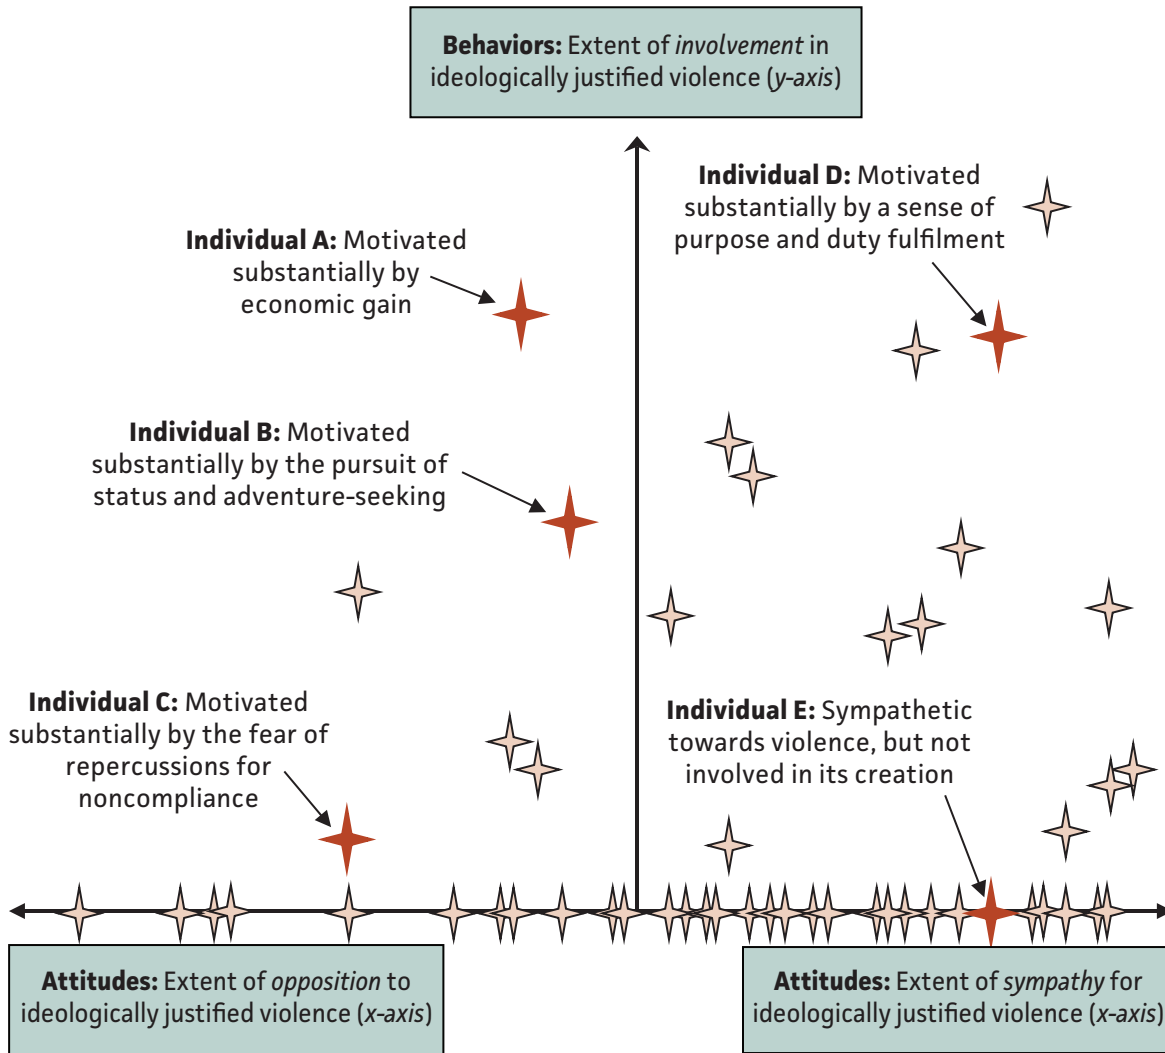 Behaviors: Extent of involvement in
ideologically justified violence (y-axis)
Individual D: Motivated
substantially by a sense of
purpose and duty fulfilment
Individual A: Motivated
substantially by
economic gain
Individual B: Motivated
substantially by the pursuit of
status and adventure-seeking
Individual C: Motivated
substantially by the fear of
repercussions for
noncompliance
Individual E: Sympathetic
towards violence, but not
involved in its creation
Attitudes: Extent of opposition to
ideologically justified violence (x-axis)
Attitudes: Extent of sympathy for
ideologically justified violence (x-axis)